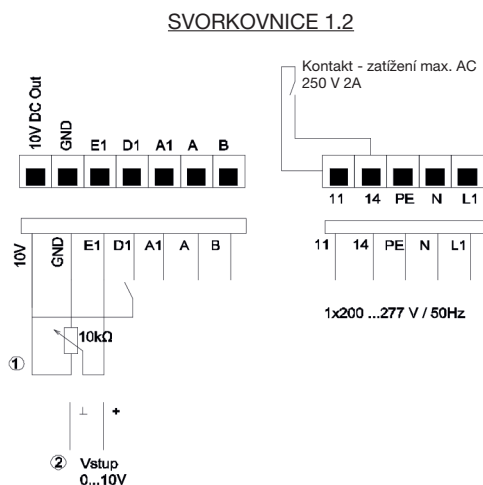 SVORKOVNICE 1.2
Kontakt - zatížení max. AC
250 V 2A
10V DC Out
GND
E1 D1 A1 A B
11 14 PE N L1
10V
GND
E1 D1 A1 A B
11 14 PE N L1
1x200 ...277 V / 50Hz
10kΩ
①
⊥ +
② Vstup
0...10V